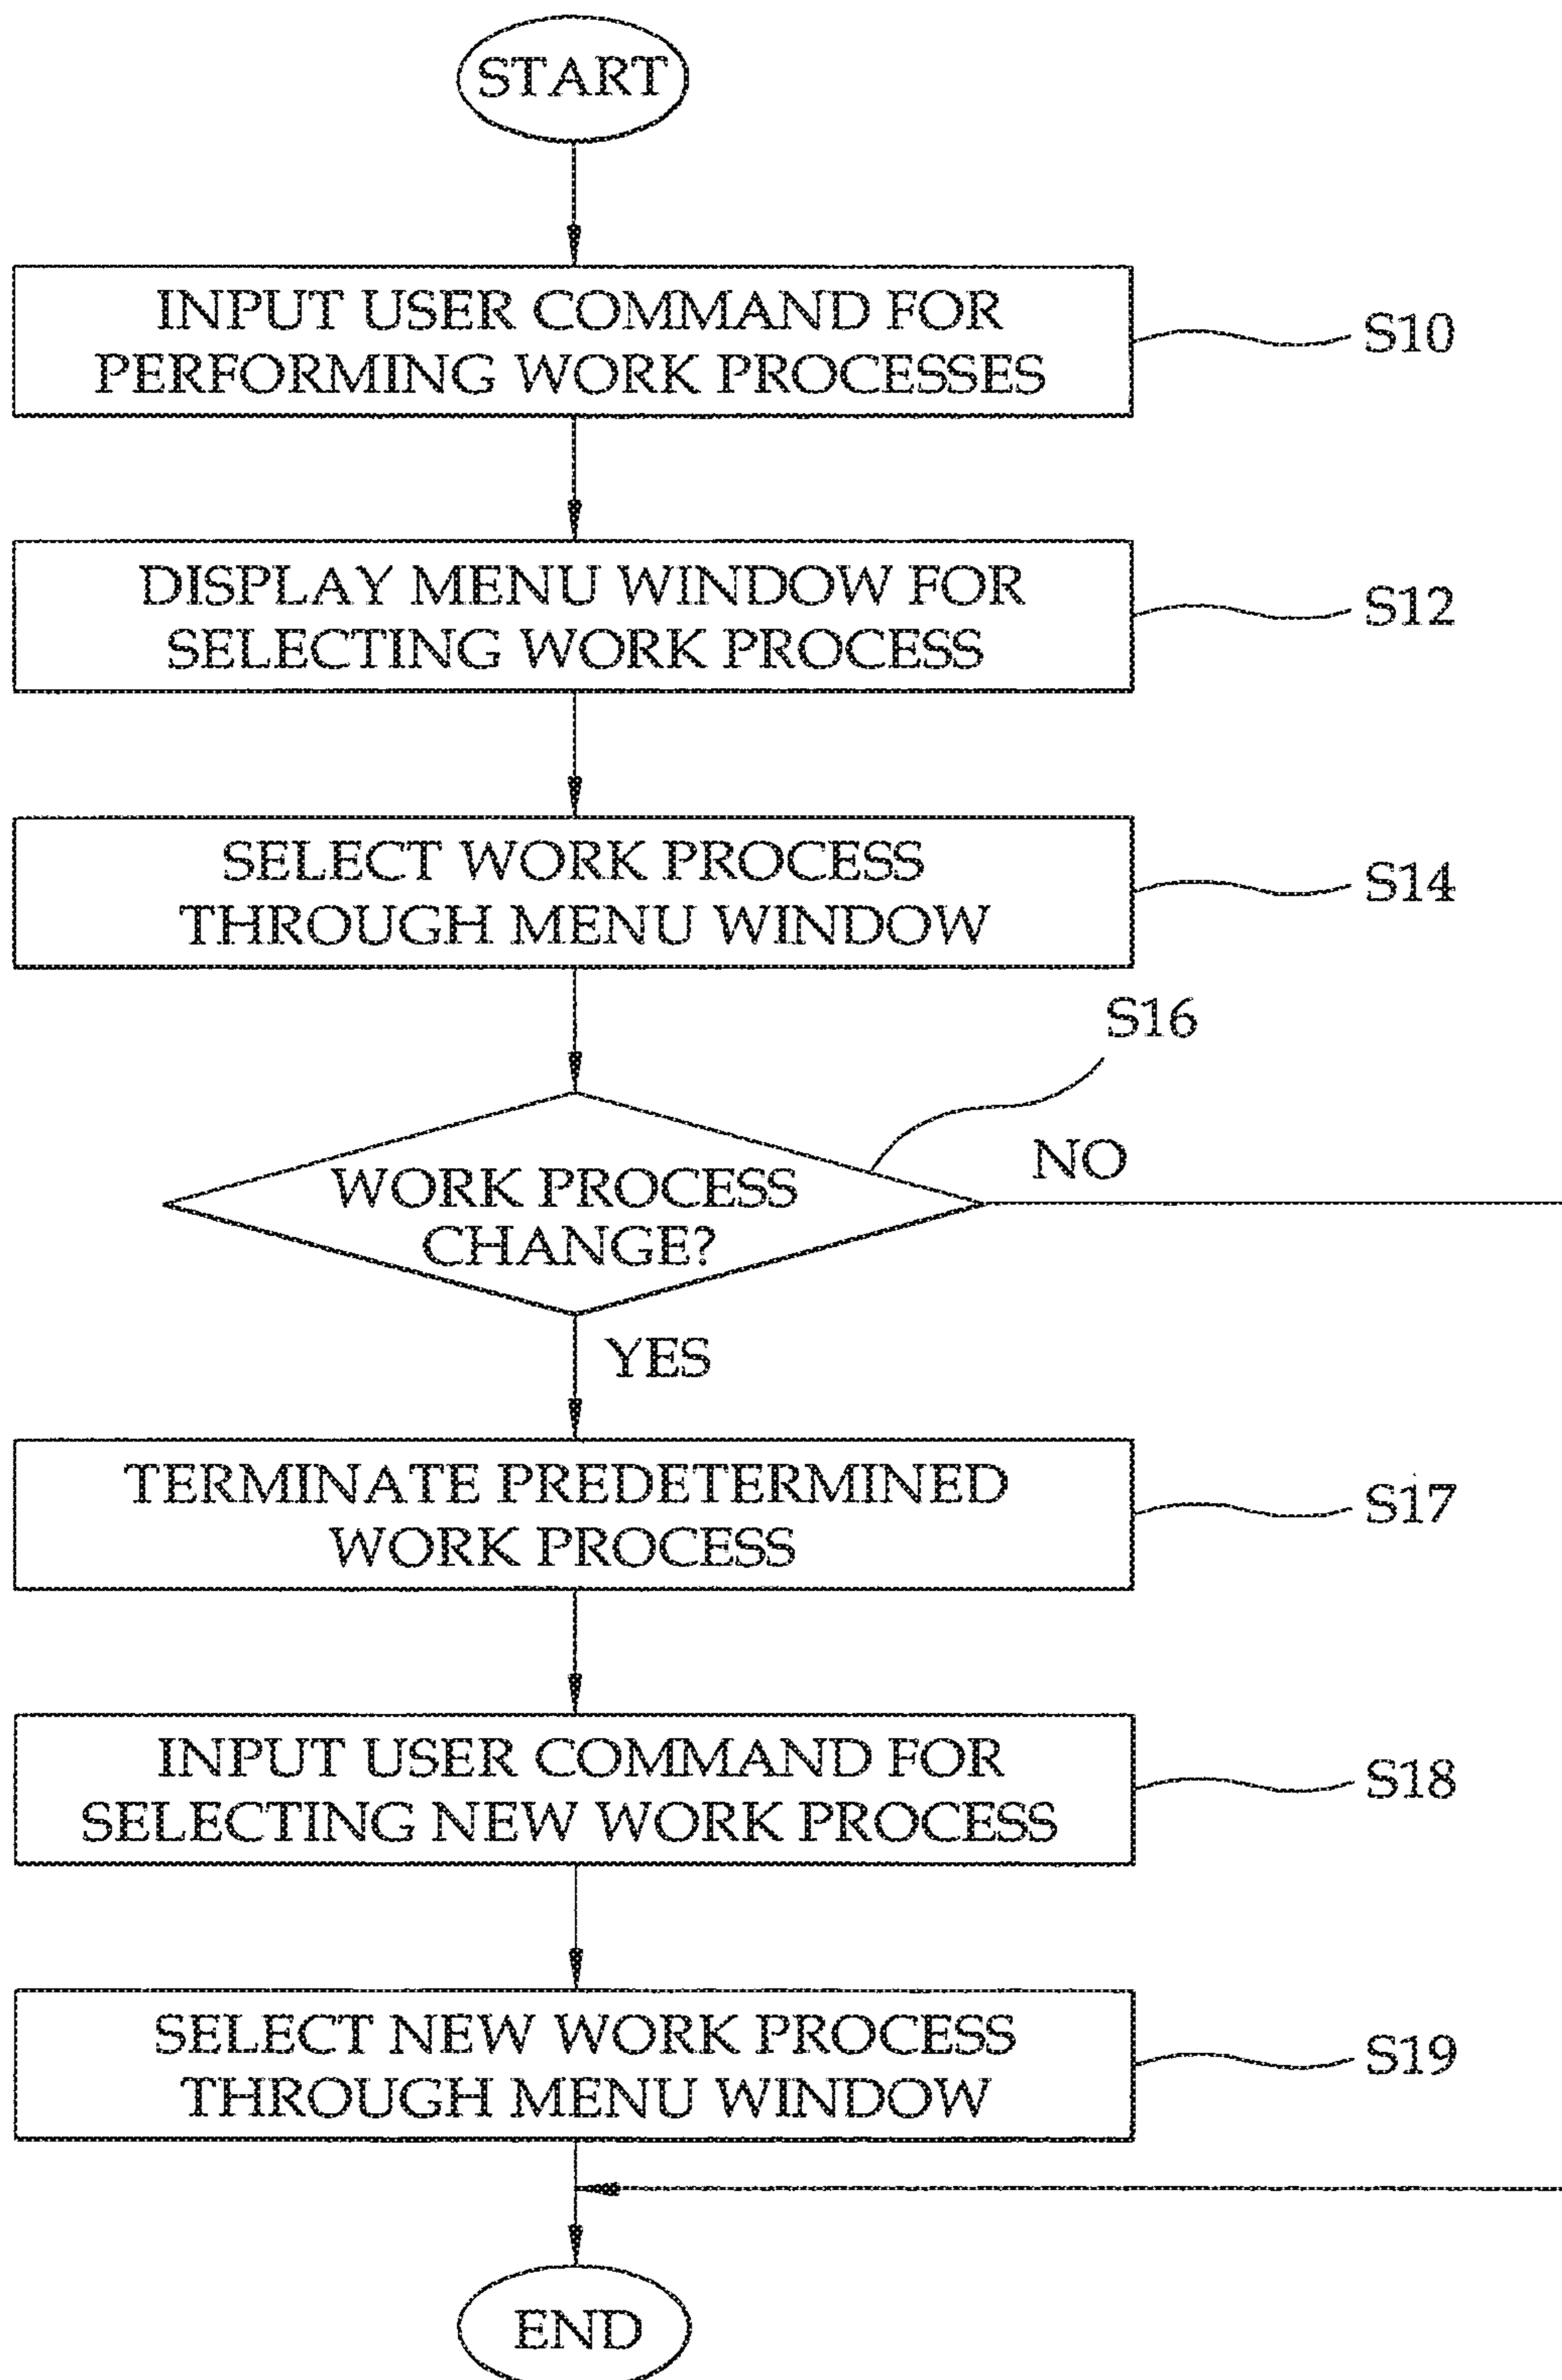 START
INPUT USER COMMAND FOR
PERFORMING WORK PROCESSES
S10
DISPLAY MENU WINDOW FOR
SELECTING WORK PROCESS
S12
SELECT WORK PROCESS
THROUGH MENU WINDOW
S14
S16
WORK PROCESS
CHANGE?
NO
YES
TERMINATE PREDETERMINED
WORK PROCESS
S17
INPUT USER COMMAND FOR
SELECTING NEW WORK PROCESS
S18
SELECT NEW WORK PROCESS
THROUGH MENU WINDOW
S19
END